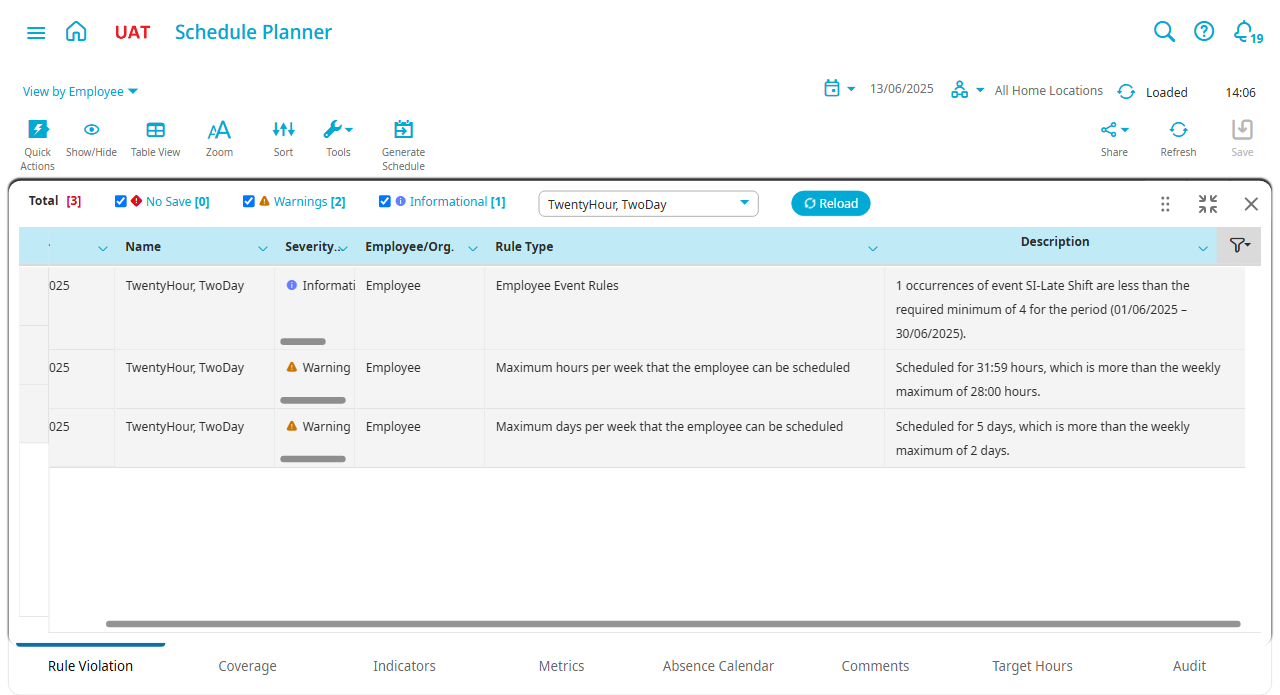 UAT Schedule Planner
19
View by Employee
13/06/2025 All Home Locations Loaded 14:06
Quick Actions
Show/Hide
Table View
Zoom
Sort
Tools
Generate Schedule
Share
Refresh
Save
Total [3] No Save [0] Warnings [2] Informational [1] TwentyHour, TwoDay Reload
Name Severity... Employee/Org. Rule Type Description
025 TwentyHour, TwoDay Informati Employee Employee Event Rules 1 occurrences of event SI-Late Shift are less than the
required minimum of 4 for the period (01/06/2025 –
30/06/2025).
025 TwentyHour, TwoDay Warning Employee Maximum hours per week that the employee can be scheduled Scheduled for 31:59 hours, which is more than the weekly
maximum of 28:00 hours.
025 TwentyHour, TwoDay Warning Employee Maximum days per week that the employee can be scheduled Scheduled for 5 days, which is more than the weekly
maximum of 2 days.
Rule Violation Coverage Indicators Metrics Absence Calendar Comments Target Hours Audit